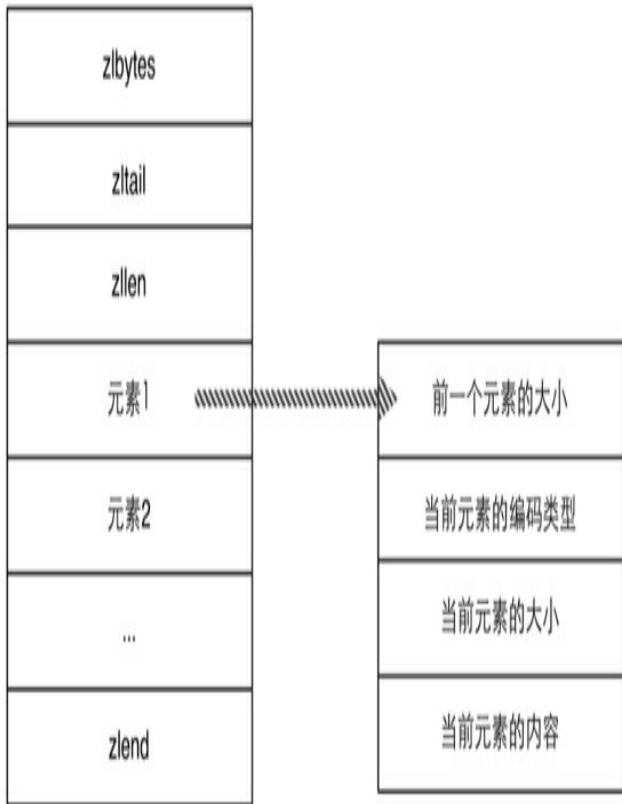 zlbytes
zltail
zllen
元素1
元素2
...
zlend
前一个元素的大小
当前元素的编码类型
当前元素的大小
当前元素的内容